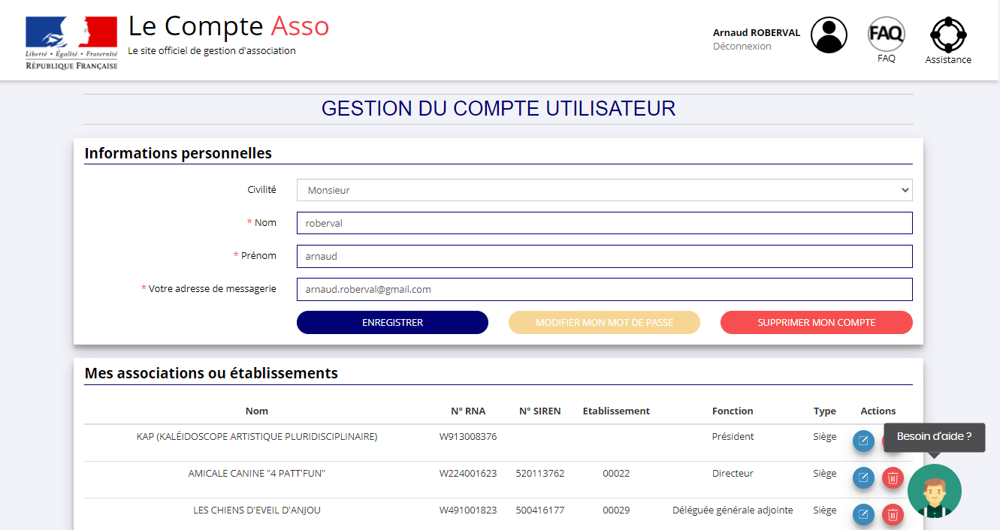 Le Compte Asso
Le site officiel de gestion d'association
Liberté • Égalité • Fraternité
RÉPUBLIQUE FRANÇAISE
Arnaud ROBERVAL
Déconnexion
FAQ
FAQ
Assistance
GESTION DU COMPTE UTILISATEUR
Informations personnelles
Civilité Monsieur
* Nom roberval
* Prénom arnaud
* Votre adresse de messagerie arnaud.roberval@gmail.com
ENREGISTRER MODIFIER MON MOT DE PASSE SUPPRIMER MON COMPTE
Mes associations ou établissements
Nom N° RNA N° SIREN Etablissement Fonction Type Actions
KAP (KALÉIDOSCOPE ARTISTIQUE PLURIDISCIPLINAIRE) W913008376 Président Siège
Besoin d'aide ?
AMICALE CANINE "4 PATT'FUN" W224001623 520113762 00022 Directeur Siège
LES CHIENS D'EVEIL D'ANJOU W491001823 500416177 00029 Déléguée générale adjointe Siège